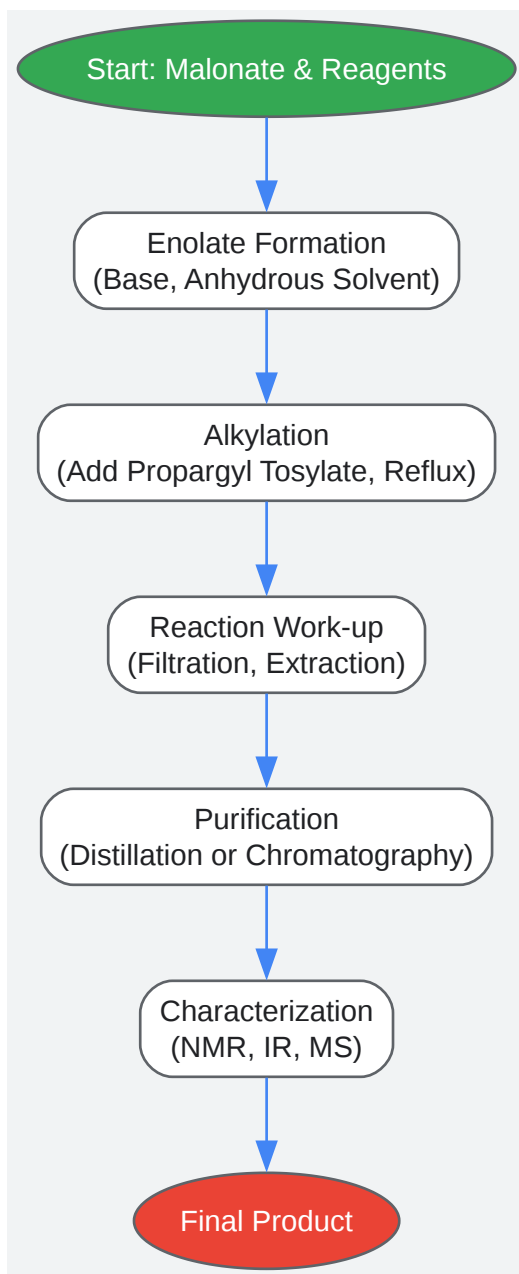 Start: Malonate & Reagents
Enolate Formation
(Base, Anhydrous Solvent)
Alkylation
(Add Propargyl Tosylate, Reflux)
Reaction Work-up
(Filtration, Extraction)
Purification
(Distillation or Chromatography)
Characterization
(NMR, IR, MS)
Final Product